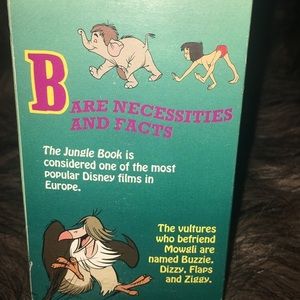 BARE NECESSITIES
AND FACTS
The Jungle Book is
considered one of the most
popular Disney films in
Europe.
The vultures
who befriend
Mowgli are
named Buzzie,
Dizzy, Flaps
and Ziggy.